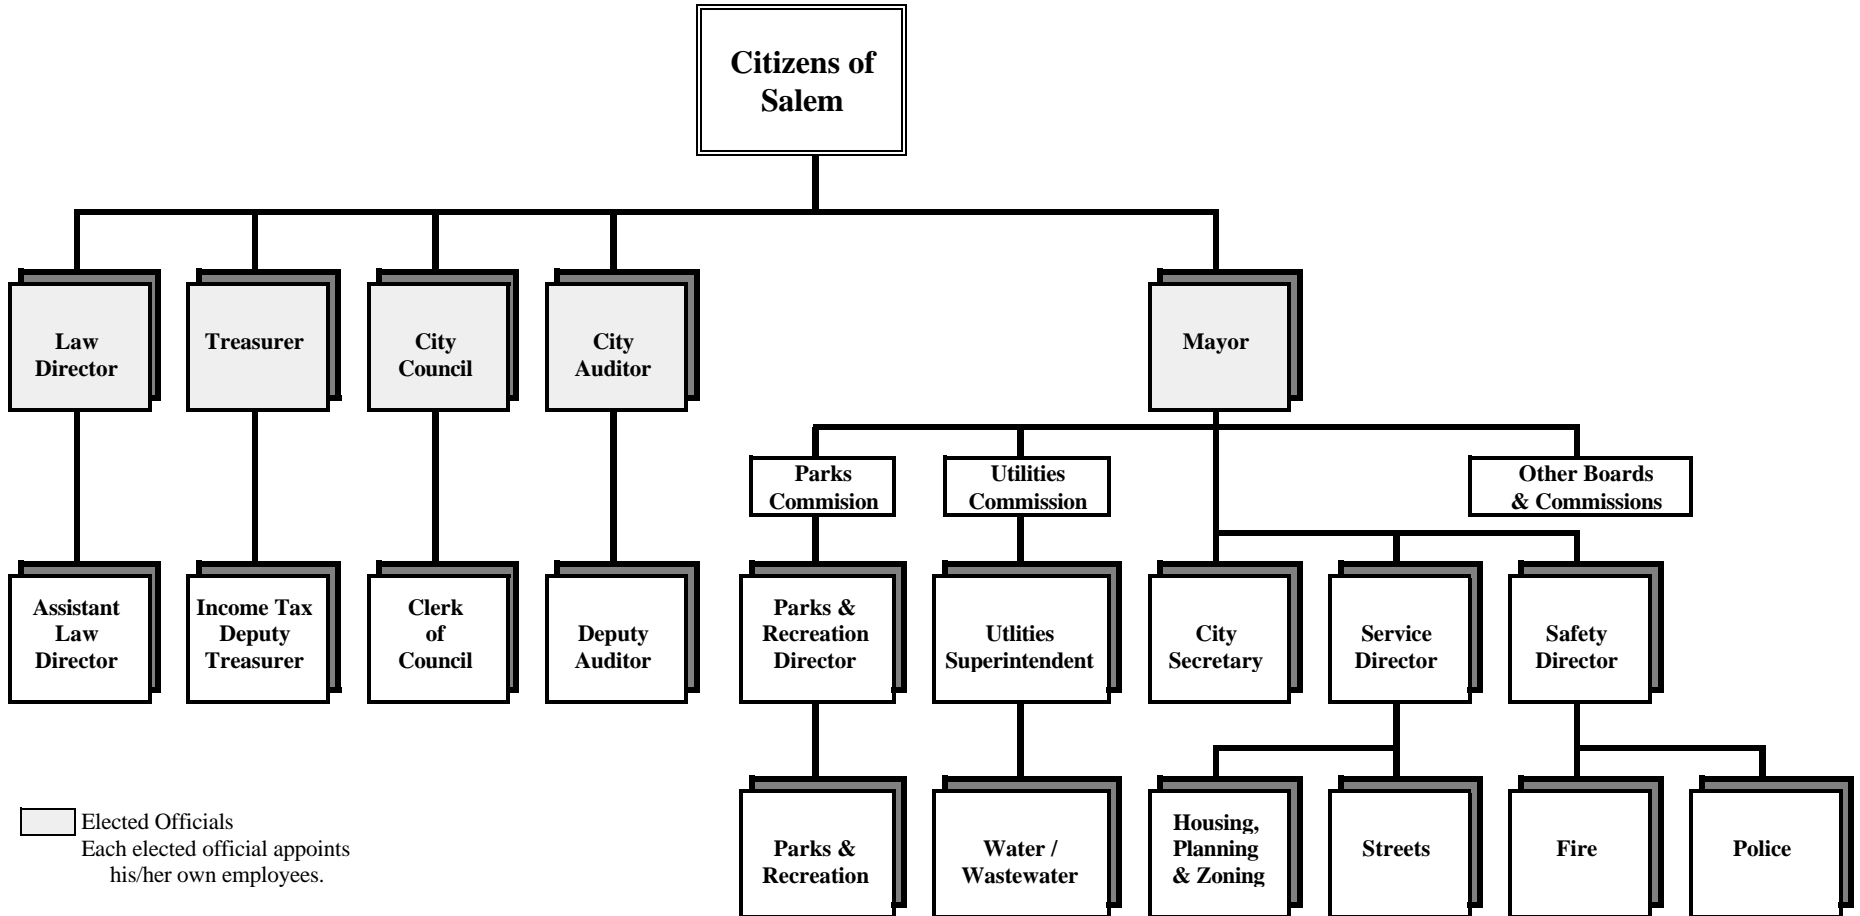 Citizens of
Salem
Law
Director
Treasurer
City
Council
City
Auditor
Mayor
Parks
Commision
Utilities
Commission
Other Boards
& Commissions
Assistant
Law
Director
Income Tax
Deputy
Treasurer
Clerk
of
Council
Deputy
Auditor
Parks &
Recreation
Director
Utlities
Superintendent
City
Secretary
Service
Director
Safety
Director
Parks &
Recreation
Water /
Wastewater
Housing,
Planning
& Zoning
Streets
Fire
Police
Elected Officials
Each elected official appoints
his/her own employees.